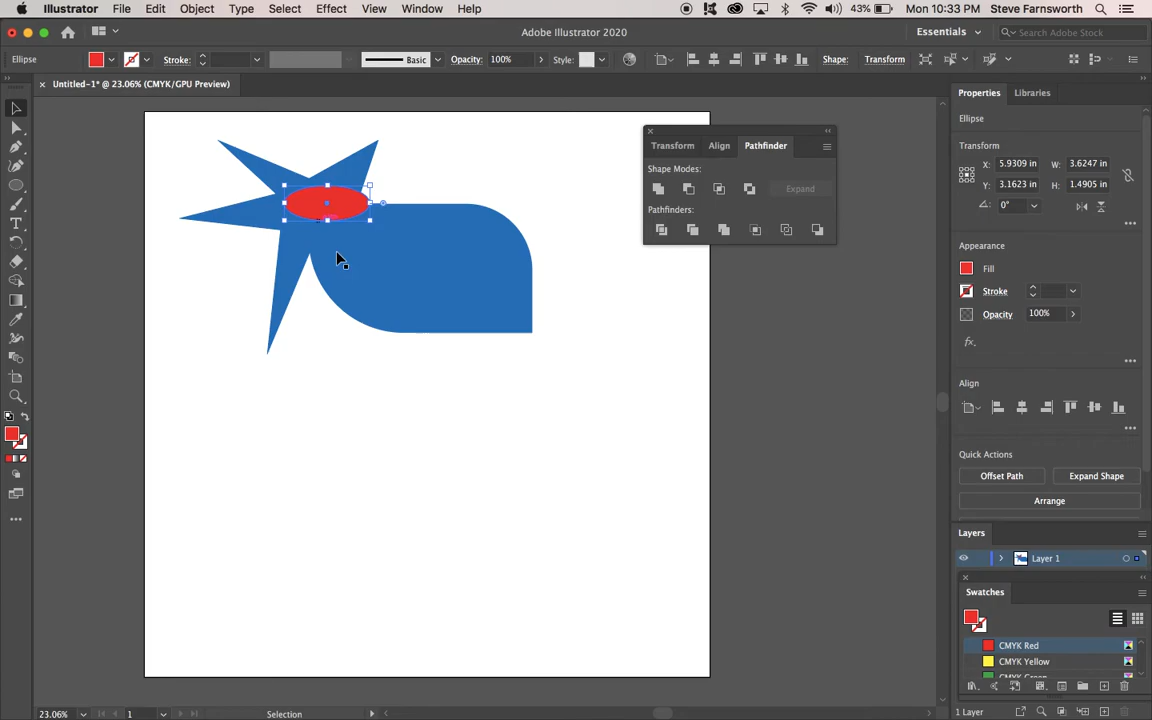 Illustrator File Edit Object Type Select Effect View Window Help 43% Mon 10:33 PM Steve Farnsworth
Adobe Illustrator 2020 Essentials Search Adobe Stock
Ellipse Stroke: Basic Opacity: 100% Style: Shape: Transform
Untitled-1* @ 23.06% (CMYK/GPU Preview)
Properties Libraries
Ellipse
Transform
X: 5.9309 in W: 3.6247 in
Y: 3.1623 in H: 1.4905 in
0°
Appearance
Fill
Stroke
Opacity 100%
fx.
Align
Quick Actions
Offset Path Expand Shape
Arrange
Layers
Layer 1
Swatches
CMYK Red
CMYK Yellow
CMYK Green
1 Layer
Transform Align Pathfinder
Shape Modes:
Expand
Pathfinders:
T
23.06% 1 Selection